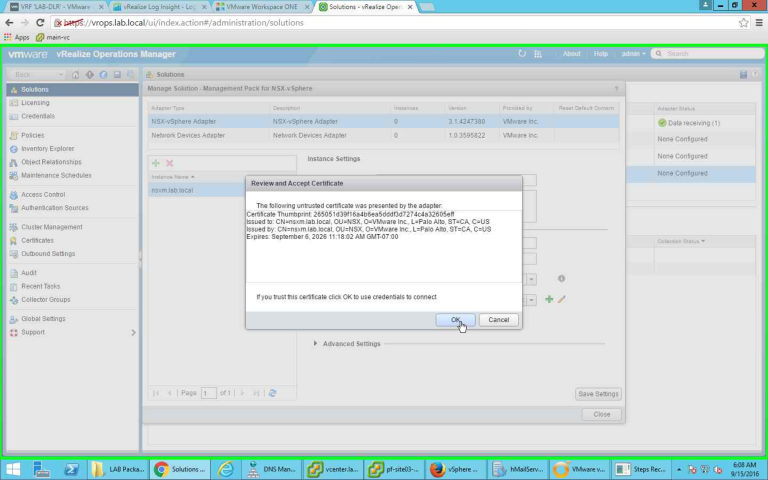 VRF 'LAB-DLR' - VMwar
vRealize Log Insight - Log
VMware Workspace ONE
Solutions - vRealize Oper
https://vrops.lab.local/ui/index.action#/administration/solutions
Apps
main-vc
vmware vRealize Operations Manager
About
Help
admin
Search
Back
Solutions
Licensing
Credentials
Policies
Inventory Explorer
Object Relationships
Maintenance Schedules
Access Control
Authentication Sources
Cluster Management
Certificates
Outbound Settings
Audit
Recent Tasks
Collector Groups
Global Settings
Support
Solutions
Manage Solution - Management Pack for NSX-vSphere
?
Adapter Type
Description
Instances
Version
Provided by
Reset Default Content
NSX-vSphere Adapter
NSX-vSphere Adapter
0
3.1.4247380
VMware Inc.
Network Devices Adapter
Network Devices Adapter
0
1.0.3595822
VMware Inc.
Instance Name
nsxm.lab.local
Instance Settings
Review and Accept Certificate
The following untrusted certificate was presented by the adapter:
Certificate Thumbprint: 265051d39f16a4b6ea5dddf3d7274c4a32605eff
Issued to: CN=nsxm.lab.local, OU=NSX, O=VMware Inc., L=Palo Alto, ST=CA, C=US
Issued by: CN=nsxm.lab.local, OU=NSX, O=VMware Inc., L=Palo Alto, ST=CA, C=US
Expires: September 6, 2026 11:18:02 AM GMT-07:00
If you trust this certificate click OK to use credentials to connect
OK
Cancel
Advanced Settings
Page 1 of 1
Save Settings
Close
Adapter Status
Data receiving (1)
None Configured
None Configured
None Configured
Collection Status
LAB Packa...
Solutions ...
DNS Man...
vcenter.la...
pf-site03-...
vSphere ...
hMailServ...
VMware v...
Steps Rec...
6:08 AM
9/15/2016